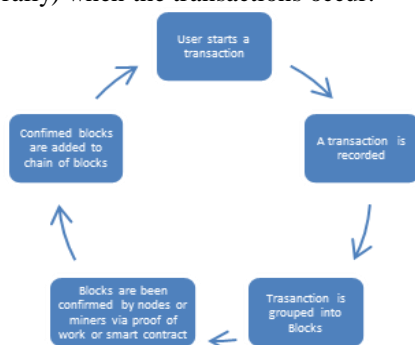 rally) when the transactions occur.
User starts a
transaction
A transaction is
recorded
Trasanction is
grouped into
Blocks
Blocks are been
confirmed by nodes or
miners via proof of
work or smart contract
Confimed blocks
are added to
chain of blocks